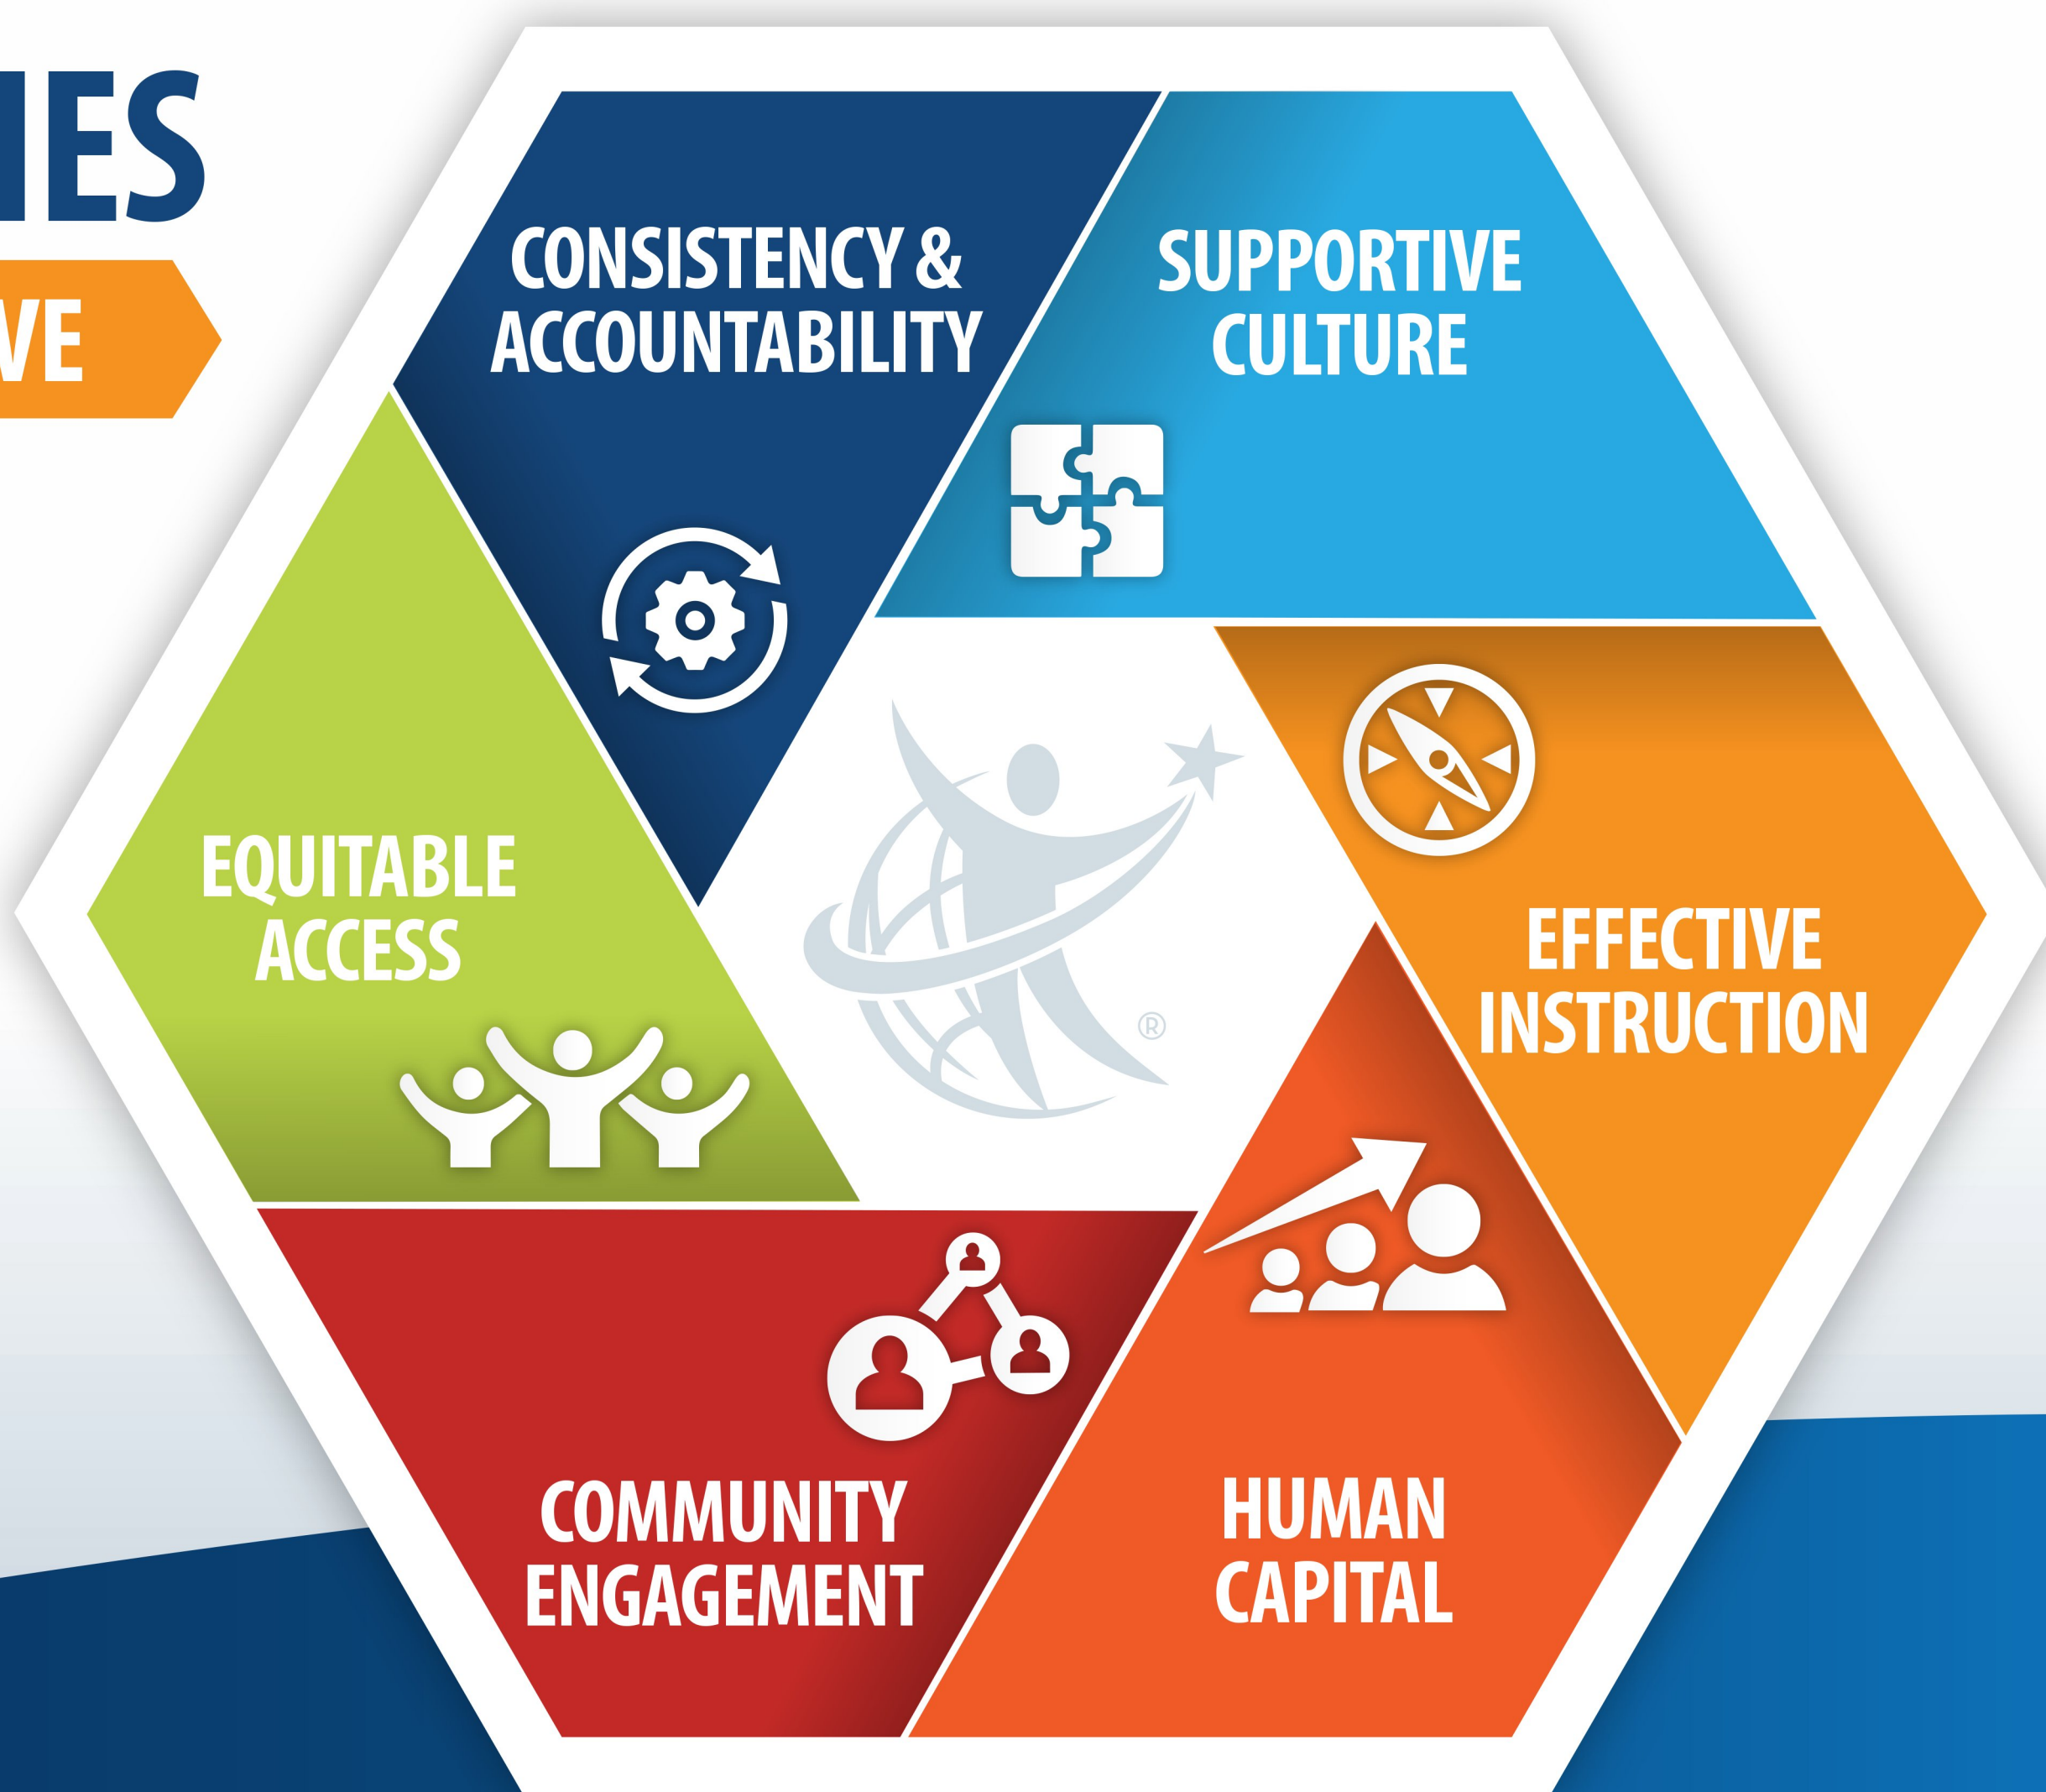 IES
VE
CONSISTENCY &
ACCOUNTABILITY
SUPPORTIVE
CULTURE
EQUITABLE
ACCESS
EFFECTIVE
INSTRUCTION
®
COMMUNITY
ENGAGEMENT
HUMAN
CAPITAL